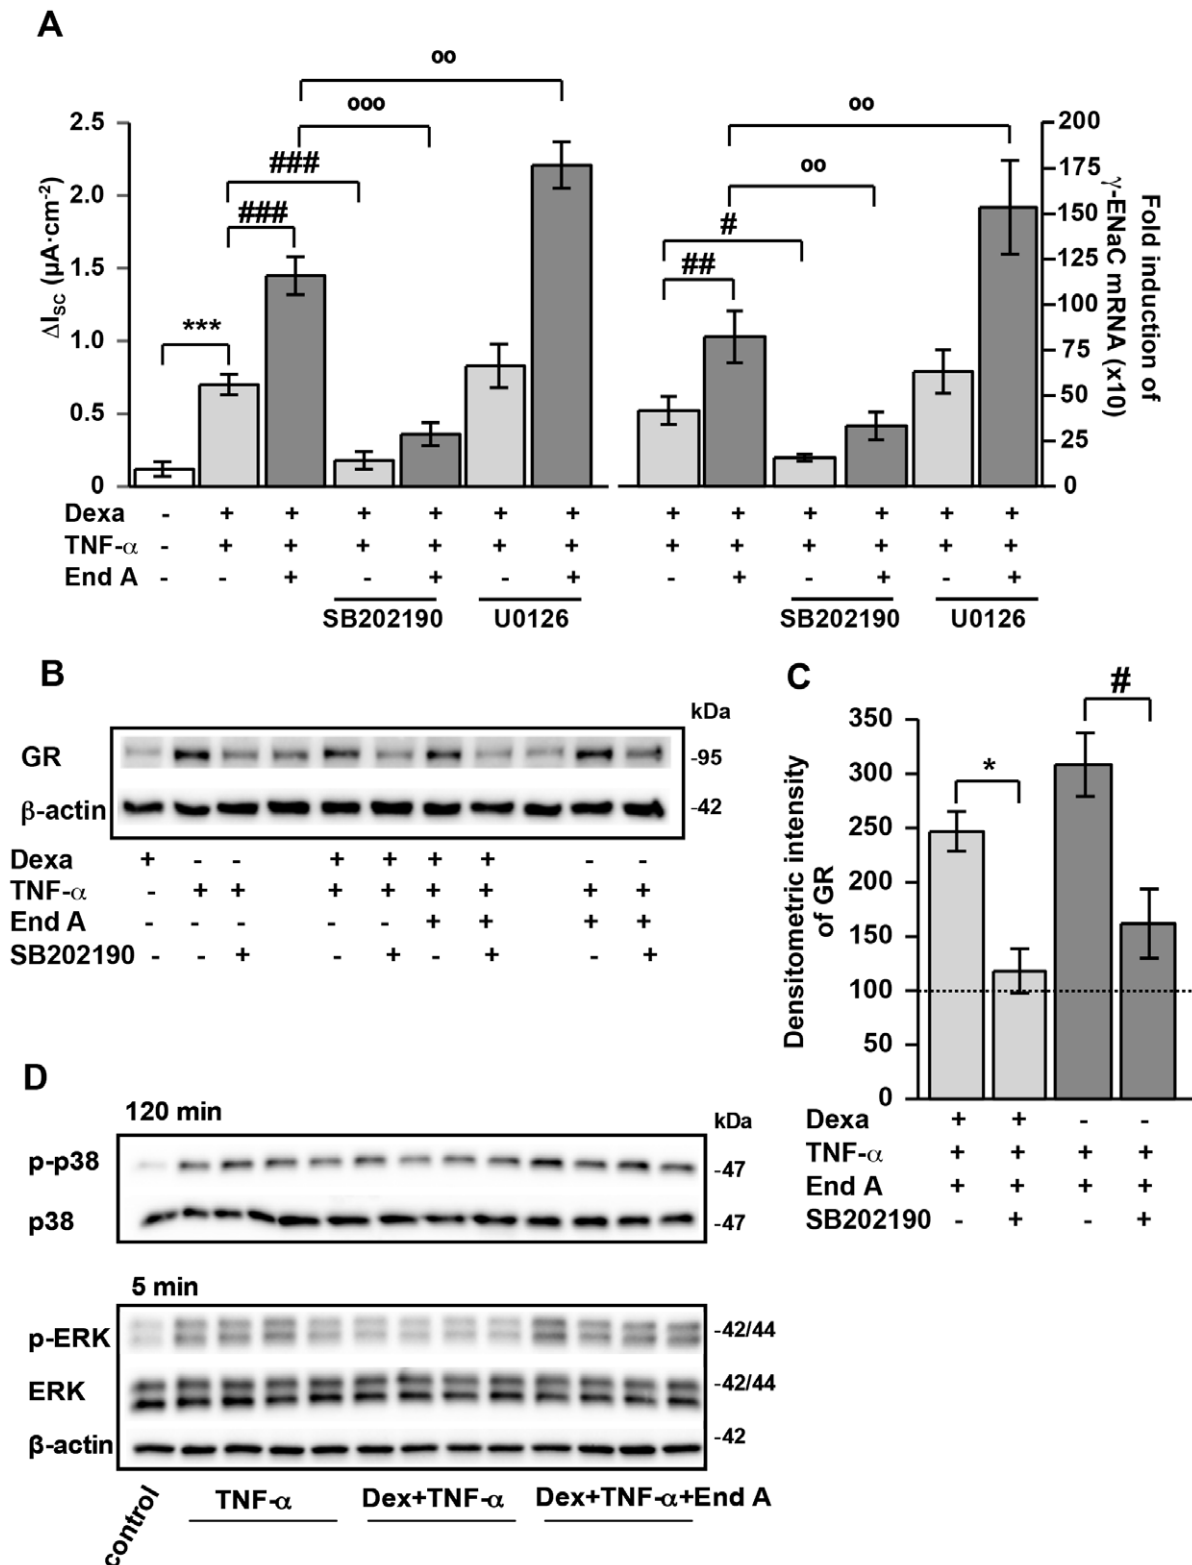 A
oo
ooo
oo
###
oo
###
#
##
***
2.5
2.0
1.5
1.0
0.5
0
ΔISC (µA·cm-2)
200
175
150
125
100
75
50
25
0
Fold induction of
γ-ENaC mRNA (x10)
Dexa - + + + + + + + + + + + +
TNF-α - + + + + + + + + + + + +
End A - - + - + - + - + - + - +
SB202190 U0126 SB202190 U0126
B
kDa
GR -95
β-actin -42
Dexa + - - + + + + - -
TNF-α - + + + + + + + +
End A - - - - - + + + +
SB202190 - - + - + - + - +
C
#
*
350
300
250
200
150
100
50
0
Densitometric intensity
of GR
Dexa + + - -
TNF-α + + + +
End A + + + +
SB202190 - + - +
D
120 min
kDa
p-p38 -47
p38 -47
5 min
p-ERK -42/44
ERK -42/44
β-actin -42
control TNF-α Dex+TNF-α Dex+TNF-α+End A